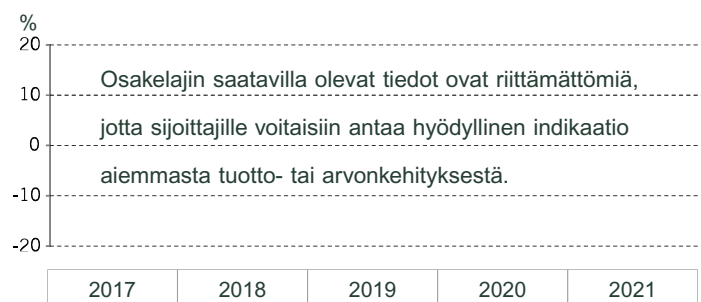 %
20
Osakelajin saatavilla olevat tiedot ovat riittämättömiä,
10
jotta sijoittajille voitaisiin antaa hyödyllinen indikaatio
0
aiemmasta tuotto- tai arvonkehityksestä.
-10
-20
2017 2018 2019 2020 2021